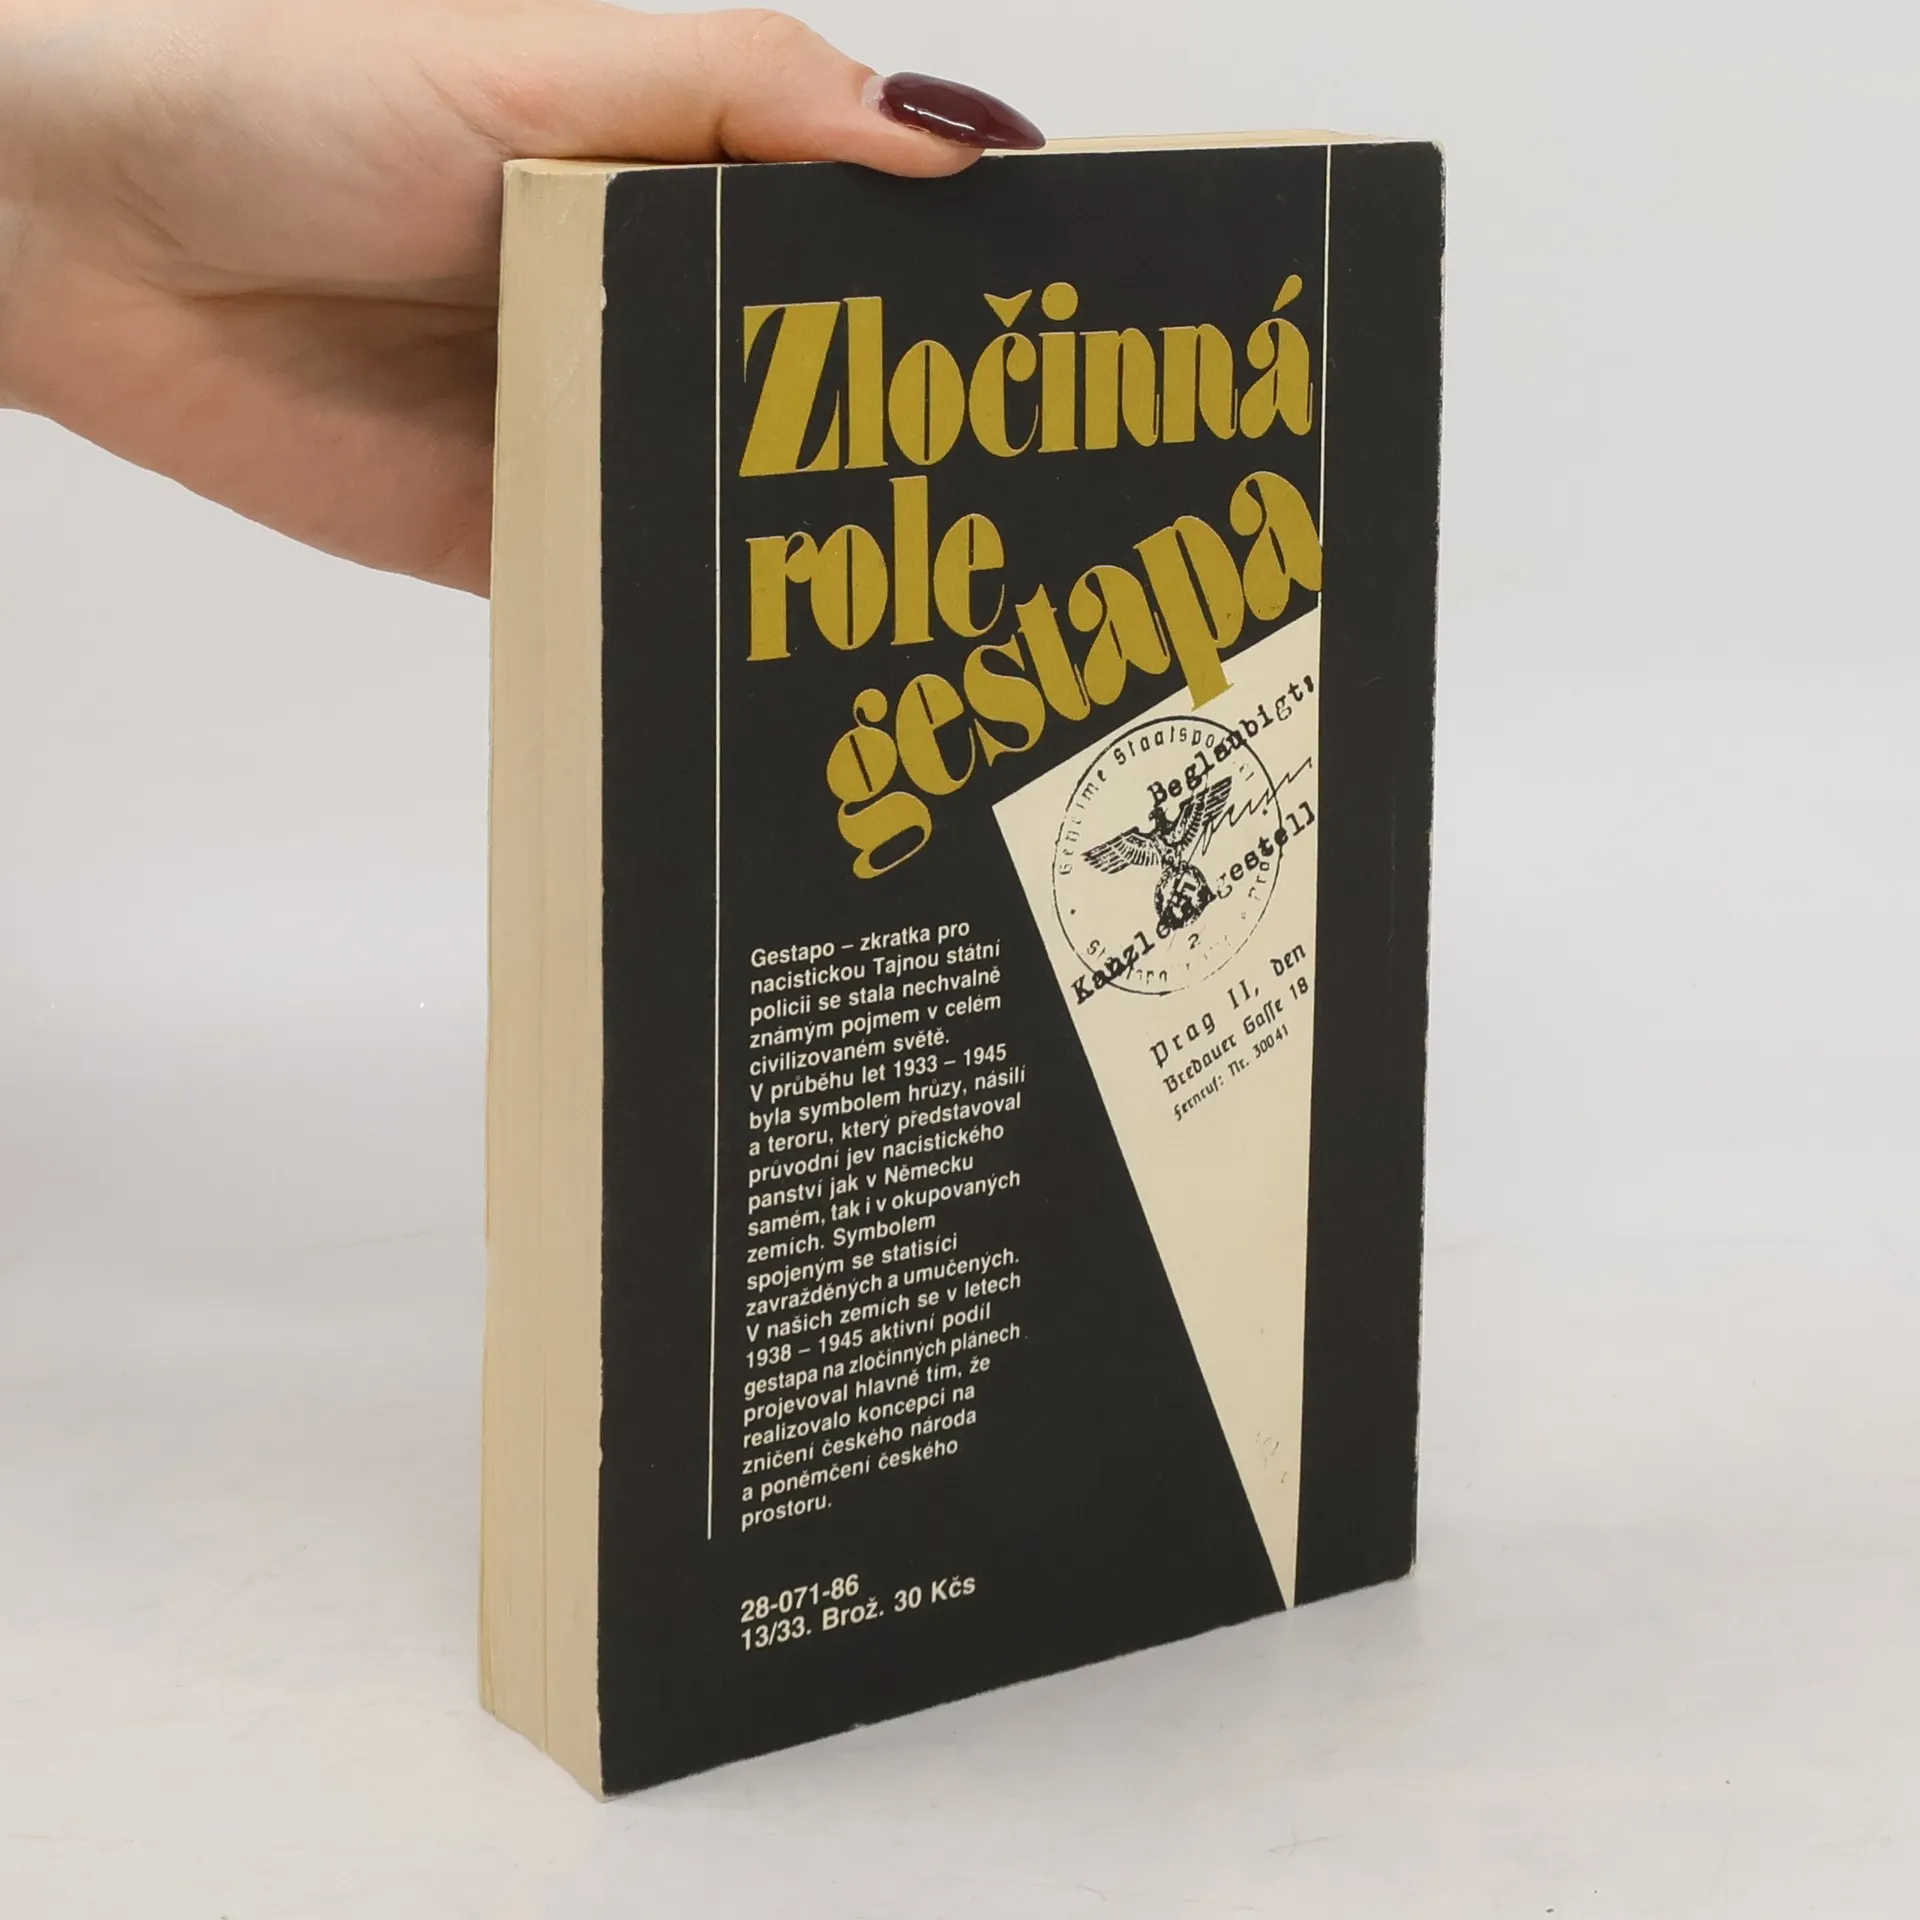 Zločinná
role
gestapa
Beglaubigt:
Geheime Staatspo
Kanzleiangestell
2
Prag II, den
Bredauer Gasse 18
Fernruf: Nr. 30041
Gestapo – zkratka pro
nacistickou Tajnou státní
policii se stala nechvalně
známým pojmem v celém
civilizovaném světě.
V průběhu let 1933 – 1945
byla symbolem hrůzy, násilí
a teroru, který představoval
průvodní jev nacistického
panství jak v Německu
samém, tak i v okupovaných
zemích. Symbolem
spojeným se statisíci
zavražděných a umučených.
V našich zemích se v letech
1938 – 1945 aktivní podíl
gestapa na zločinných plánech
projevoval hlavně tím, že
realizovalo koncepci na
zničení českého národa
a poněmčení českého
prostoru.
28-071-86
13/33. Brož. 30 Kčs